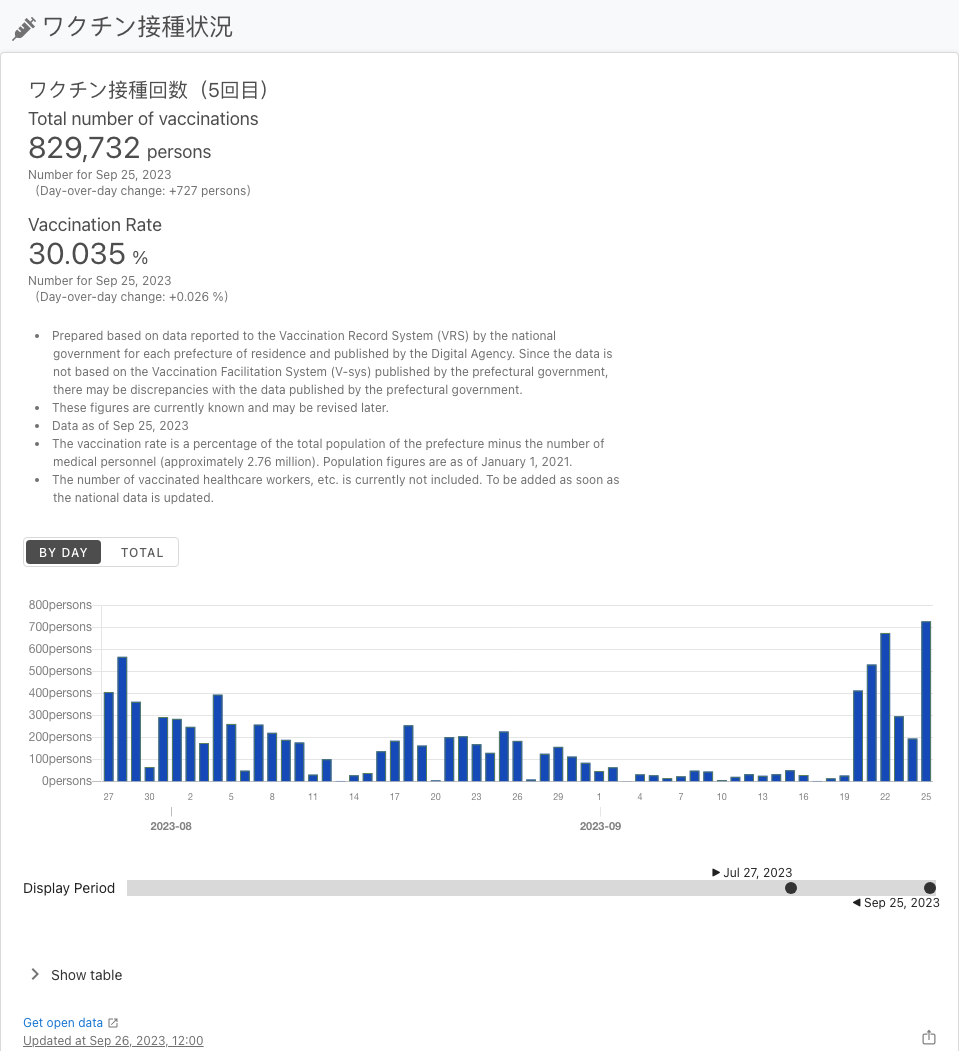 ワクチン接種状況
ワクチン接種回数（5回目）
Total number of vaccinations
829,732 persons
Number for Sep 25, 2023
（Day-over-day change: +727 persons)
Vaccination Rate
30.035 %
Number for Sep 25, 2023
（Day-over-day change: +0.026 %)
• Prepared based on data reported to the Vaccination Record System (VRS) by the national
government for each prefecture of residence and published by the Digital Agency. Since the data is
not based on the Vaccination Facilitation System (V-sys) published by the prefectural government,
there may be discrepancies with the data published by the prefectural government.
• These figures are currently known and may be revised later.
• Data as of Sep 25, 2023
• The vaccination rate is a percentage of the total population of the prefecture minus the number of
medical personnel (approximately 2.76 million). Population figures are as of January 1, 2021.
• The number of vaccinated healthcare workers, etc. is currently not included. To be added as soon as
the national data is updated.
BY DAY TOTAL
800persons
700persons
600persons
500persons
400persons
300persons
200persons
100persons
0persons
27 30 2 5 8 11 14 17 20 23 26 29 1 4 7 10 13 16 19 22 25
2023-08 2023-09
Jul 27, 2023
Display Period
Sep 25, 2023
Show table
Get open data
Updated at Sep 26, 2023, 12:00